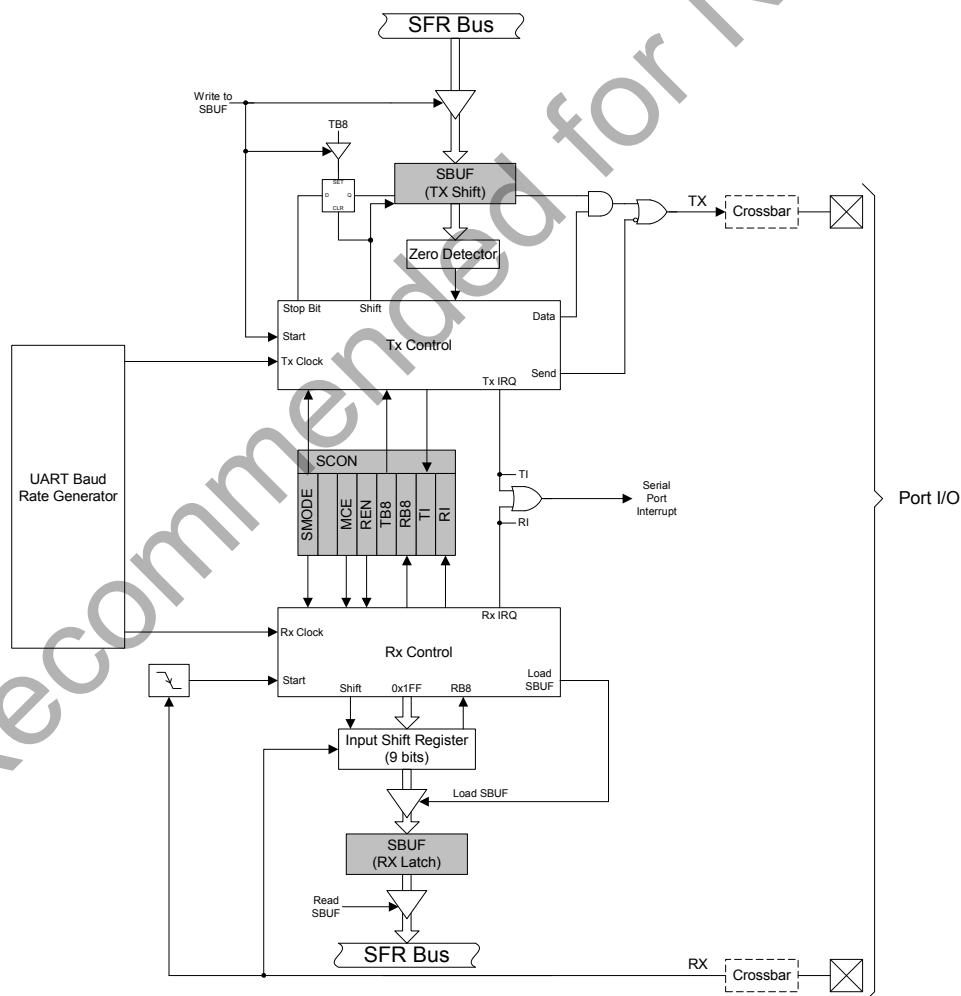 SFR Bus
Write to
SBUF
TB8
SET
D Q
CLR
SBUF
(TX Shift)
Zero Detector
TX
Crossbar
Stop Bit
Shift
Start
Tx Clock
Tx Control
Data
Send
Tx IRQ
UART Baud
Rate Generator
SCON
SMODE
MCE
REN
TB8
RB8
TI
RI
TI
RI
Serial
Port
Interrupt
Port I/O
Rx IRQ
Rx Clock
Rx Control
Start
Load
SBUF
Shift
0x1FF
RB8
Input Shift Register
(9 bits)
Load SBUF
SBUF
(RX Latch)
Read
SBUF
SFR Bus
RX
Crossbar
ecommended for